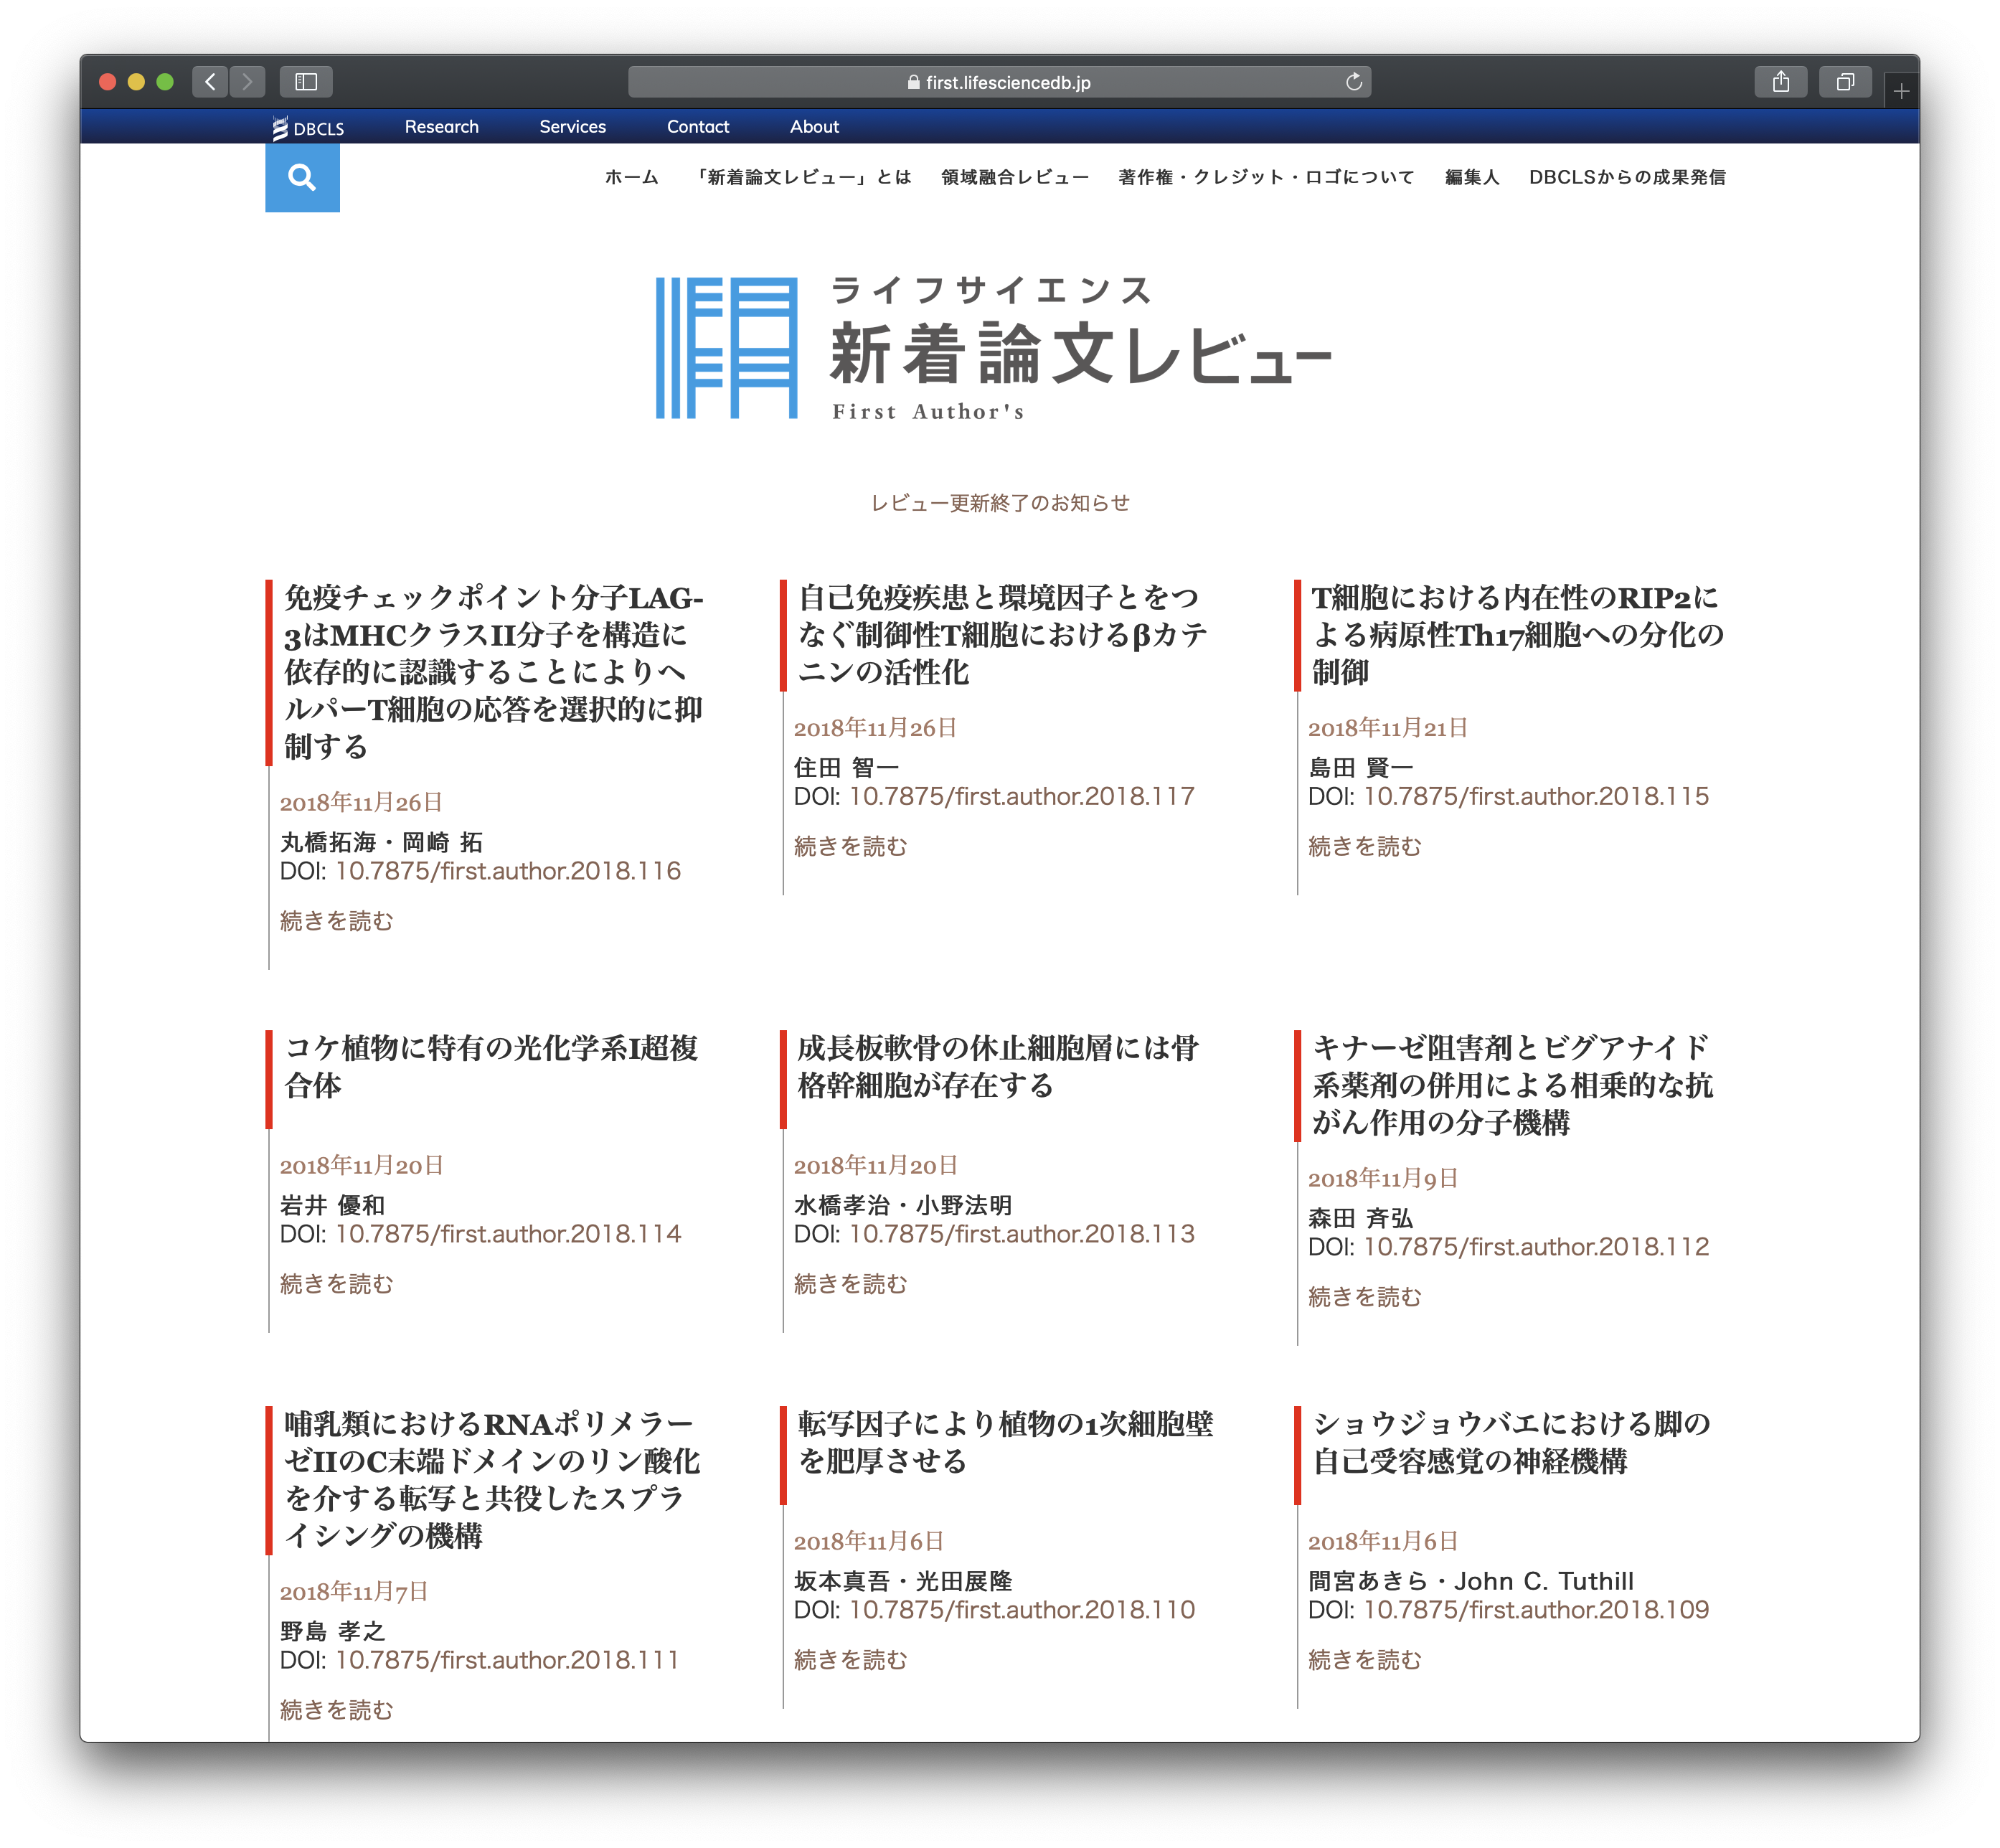 first.lifesciencedb.jp
DBCLS Research Services Contact About
ホーム 「新着論文レビュー」とは 領域融合レビュー 著作権・クレジット・ロゴについて 編集人 DBCLSからの成果発信
ライフサイエンス
新着論文レビュー
First Author's
レビュー更新終了のお知らせ
免疫チェックポイント分子LAG-
3はMHCクラスII分子を構造に
依存的に認識することによりヘ
ルパーT細胞の応答を選択的に抑
制する
2018年11月26日
丸橋拓海・岡崎 拓
DOI: 10.7875/first.author.2018.116
続きを読む
自己免疫疾患と環境因子とをつ
なぐ制御性T細胞におけるβカテ
ニンの活性化
2018年11月26日
住田 智一
DOI: 10.7875/first.author.2018.117
続きを読む
T細胞における内在性のRIP2に
よる病原性Th17細胞への分化の
制御
2018年11月21日
島田 賢一
DOI: 10.7875/first.author.2018.115
続きを読む
コケ植物に特有の光化学系I超複
合体
2018年11月20日
岩井 優和
DOI: 10.7875/first.author.2018.114
続きを読む
成長板軟骨の休止細胞層には骨
格幹細胞が存在する
2018年11月20日
水橋孝治・小野法明
DOI: 10.7875/first.author.2018.113
続きを読む
キナーゼ阻害剤とビグアナイド
系薬剤の併用による相乗的な抗
がん作用の分子機構
2018年11月9日
森田 斉弘
DOI: 10.7875/first.author.2018.112
続きを読む
哺乳類におけるRNAポリメラー
ゼIIのC末端ドメインのリン酸化
を介する転写と共役したスプラ
イシングの機構
2018年11月7日
野島 孝之
DOI: 10.7875/first.author.2018.111
続きを読む
転写因子により植物の1次細胞壁
を肥厚させる
2018年11月6日
坂本真吾・光田展隆
DOI: 10.7875/first.author.2018.110
続きを読む
ショウジョウバエにおける脚の
自己受容感覚の神経機構
2018年11月6日
間宮あきら・John C. Tuthill
DOI: 10.7875/first.author.2018.109
続きを読む